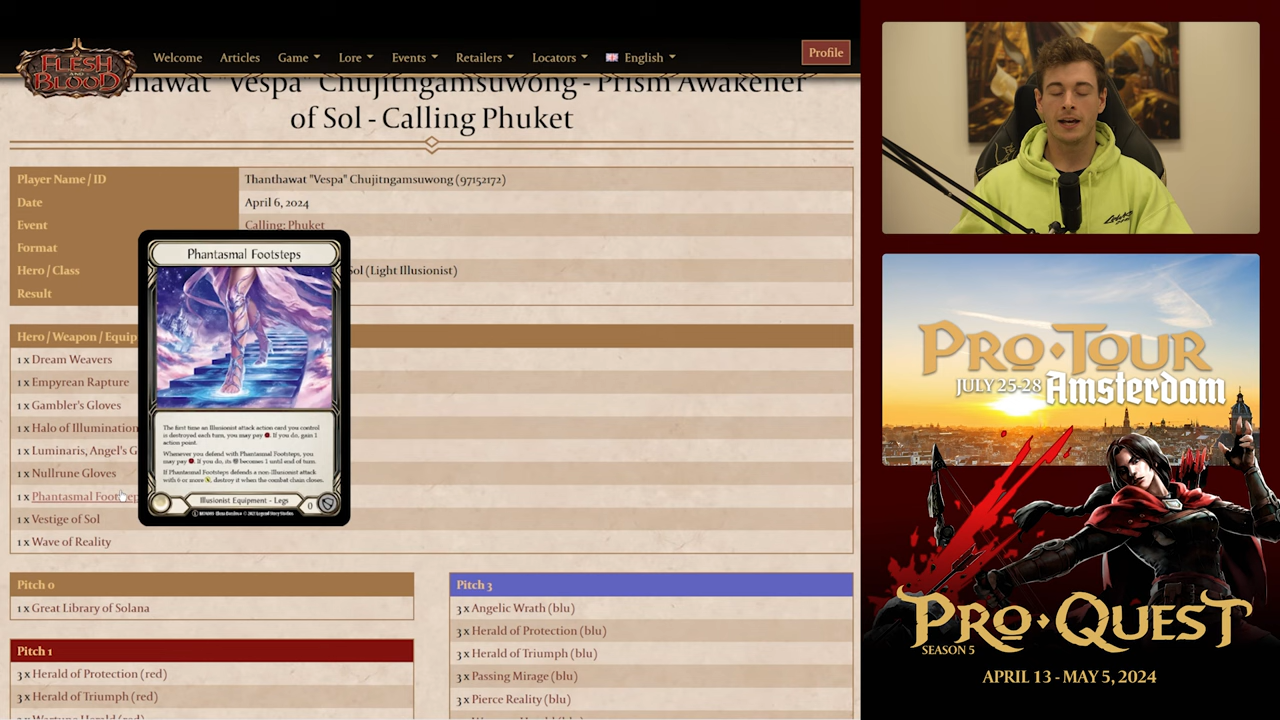 FLESH
AND
BLOOD
Welcome
Articles
Game
Lore
Events
Retailers
Locators
English
Profile
"Vespa" Chujitngamsuwong - Prism Awakener
of Sol - Calling Phuket
Player Name / ID
Thanthawat "Vespa" Chujitngamsuwong (97152172)
Date
April 6, 2024
Event
Calling: Phuket
Format
Hero / Class
Sol (Light Illusionist)
Result
Hero / Weapon / Equip
1 x Dream Weavers
1 x Empyrean Rapture
1 x Gambler's Gloves
1 x Halo of Illumination
1 x Luminaris, Angel's G
1 x Nullrune Gloves
1 x Phantasmal Footstep
1 x Vestige of Sol
1 x Wave of Reality
Phantasmal Footsteps
The first time an Illusionist attack action card you control
is destroyed each turn, you may pay . If you do, gain 1
action point.
Whenever you defend with Phantasmal Footsteps, you
may pay . If you do, its becomes 1 until end of turn.
If Phantasmal Footsteps defends a non-Illusionist attack
with 6 or more , destroy it when the combat chain closes.
Illusionist Equipment - Legs
0
Pitch 0
1 x Great Library of Solana
Pitch 1
3 x Herald of Protection (red)
3 x Herald of Triumph (red)
3 x Wartune Herald (red)
Pitch 3
3 x Angelic Wrath (blu)
3 x Herald of Protection (blu)
3 x Herald of Triumph (blu)
3 x Passing Mirage (blu)
3 x Pierce Reality (blu)
PRO TOUR
JULY 25-28 Amsterdam
PRO QUEST
SEASON 5
APRIL 13 - MAY 5, 2024